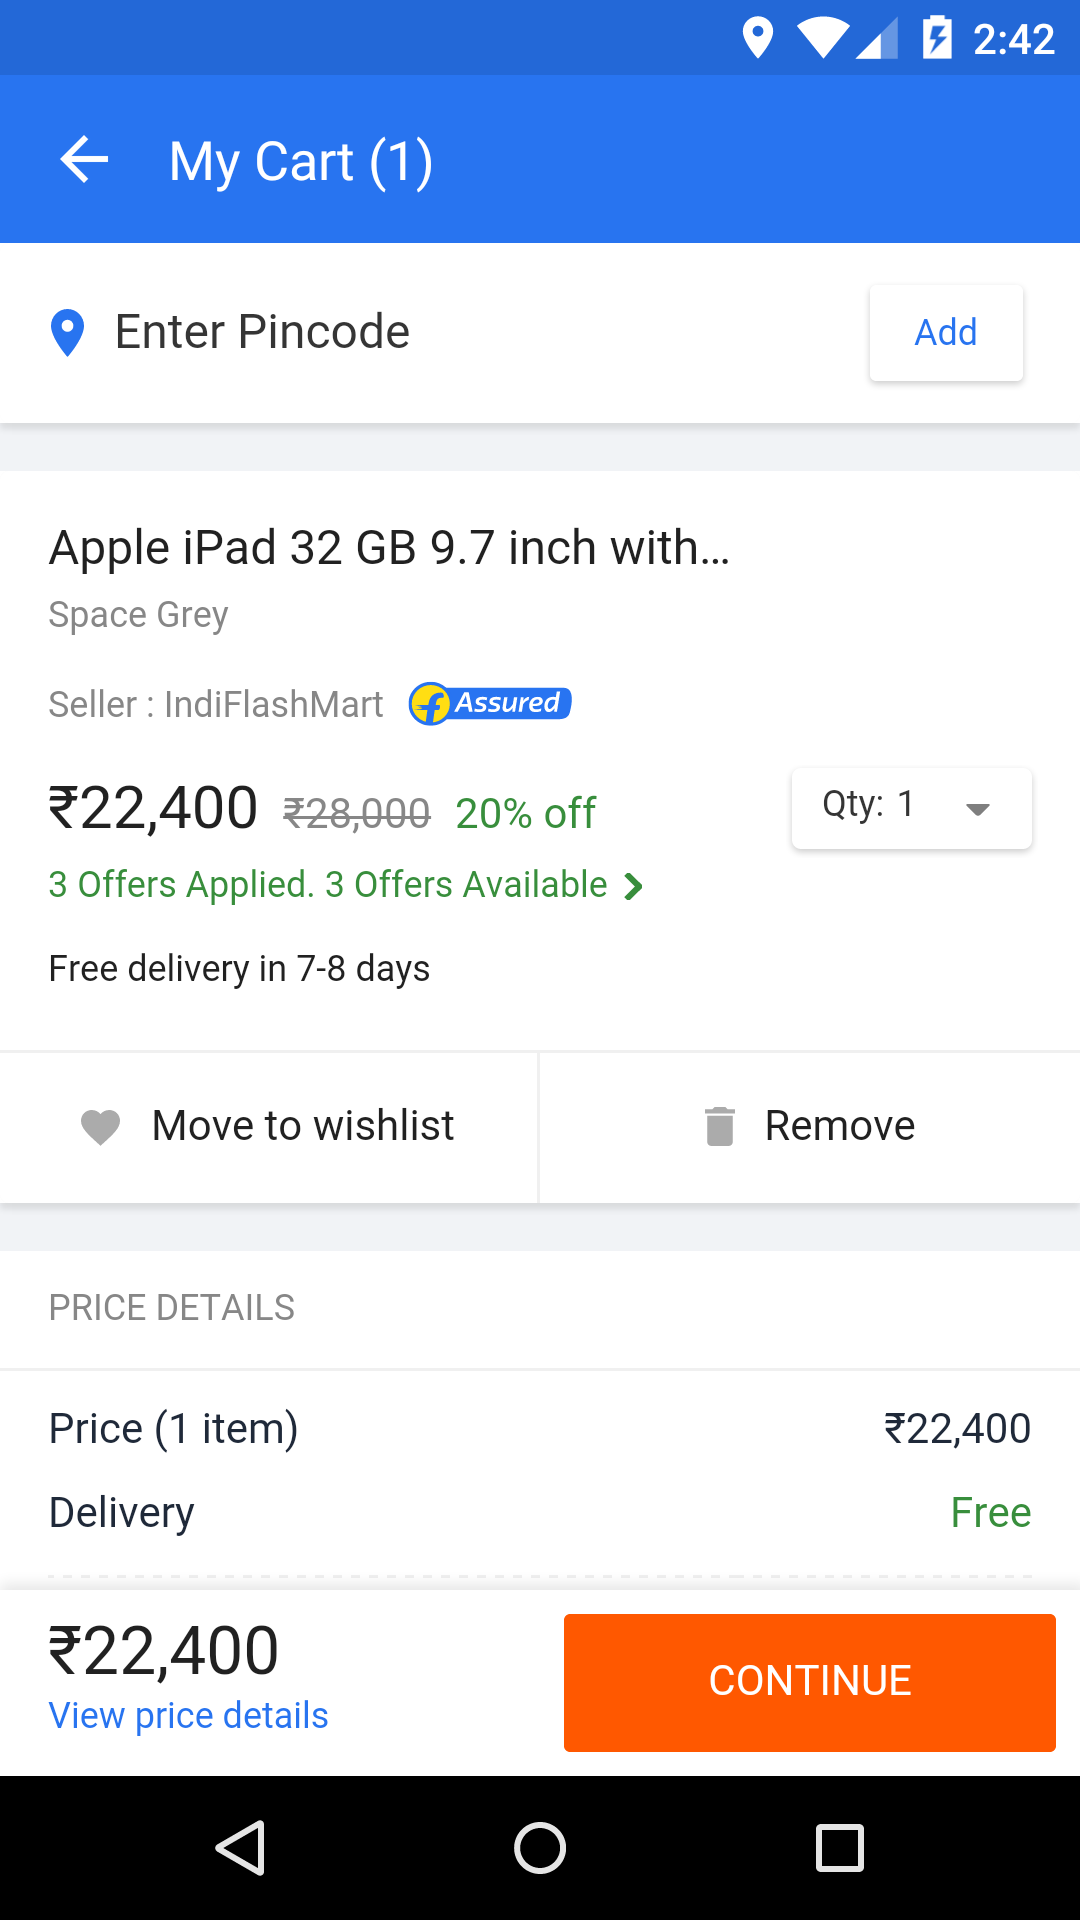 2:42
My Cart (1)
Enter Pincode
Add
Apple iPad 32 GB 9.7 inch with...
Space Grey
Seller : IndiFlashMart
f Assured
₹22,400 ₹28,000 20% off
Qty: 1
3 Offers Applied. 3 Offers Available
Free delivery in 7-8 days
Move to wishlist
Remove
PRICE DETAILS
Price (1 item) ₹22,400
Delivery Free
₹22,400
View price details
CONTINUE